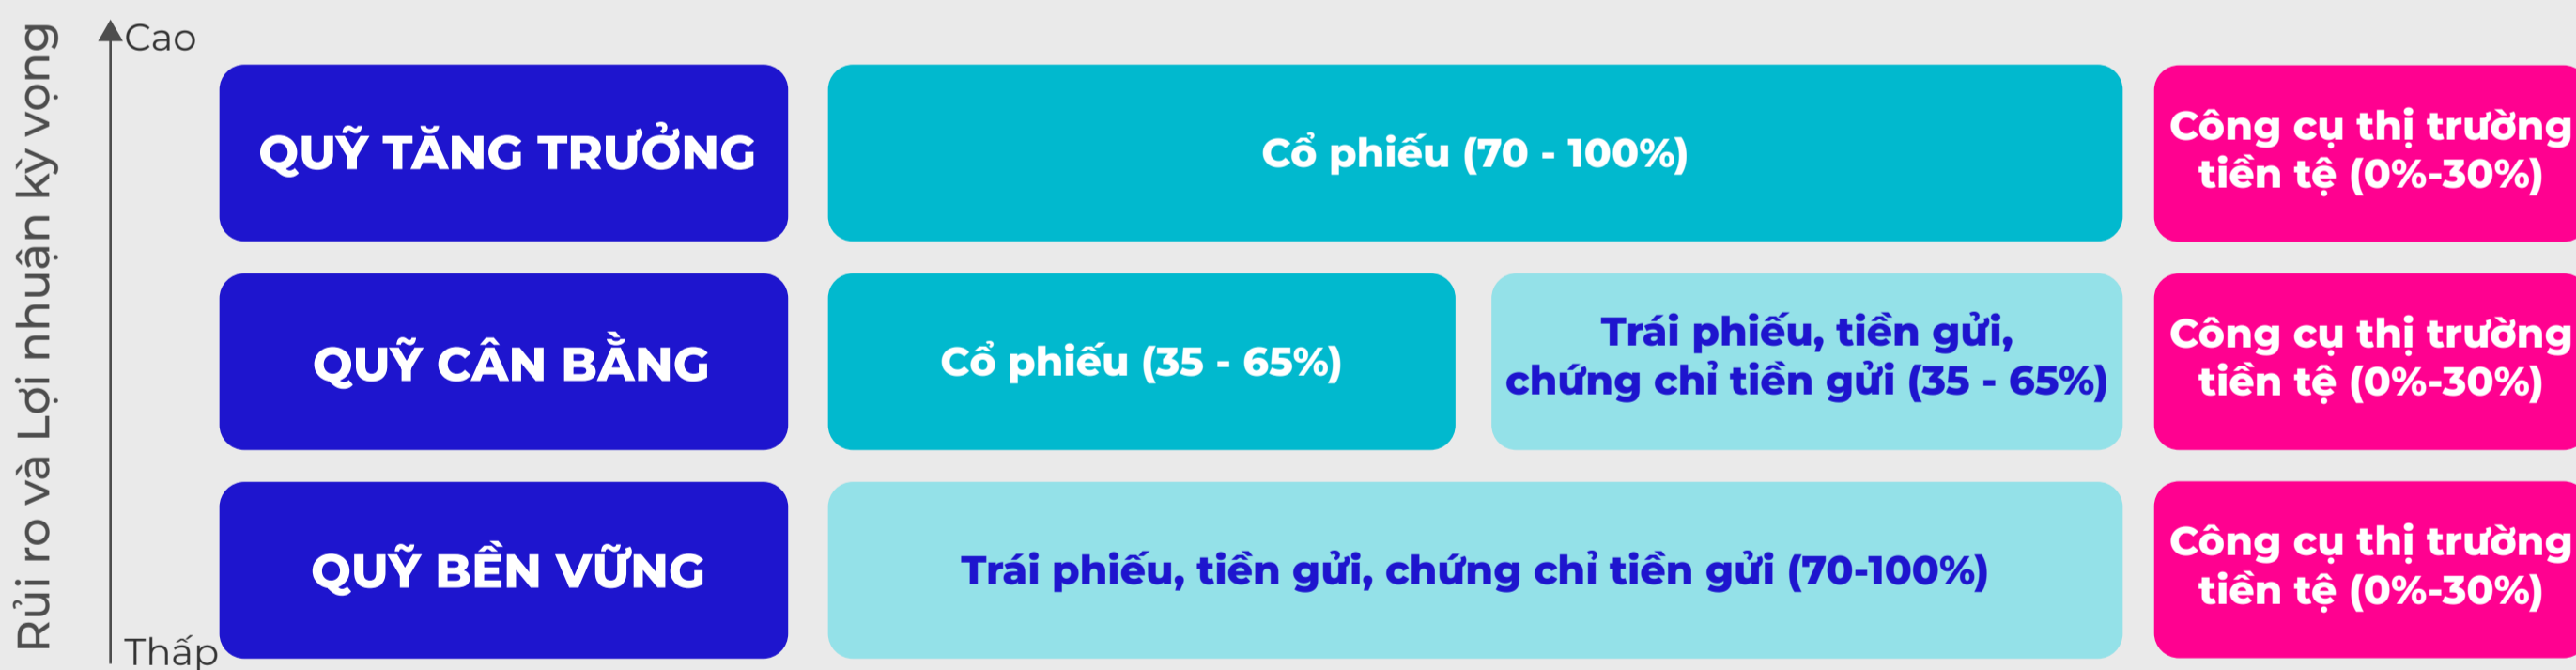 Rủi ro và Lợi nhuận kỳ vọng
Cao
QUỸ TĂNG TRƯỞNG
Cổ phiếu (70 - 100%)
Công cụ thị trường
tiền tệ (0%-30%)
QUỸ CÂN BẰNG
Cổ phiếu (35 - 65%)
Trái phiếu, tiền gửi,
chứng chỉ tiền gửi (35 - 65%)
Công cụ thị trường
tiền tệ (0%-30%)
QUỸ BỀN VỮNG
Trái phiếu, tiền gửi, chứng chỉ tiền gửi (70-100%)
Công cụ thị trường
tiền tệ (0%-30%)
Thấp